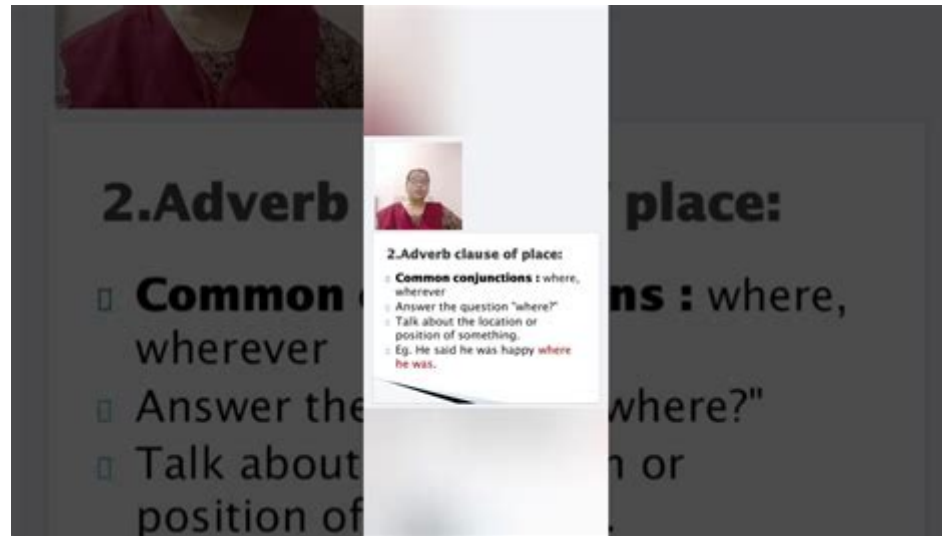 2.Adverb clause of place:
Common conjunctions : where,
wherever
Answer the question "where?"
Talk about the location or
position of something.
Eg. He said he was happy where
he was.
2.Adverb place:
Common ns : where,
wherever
Answer the where?"
Talk about n or
position of .